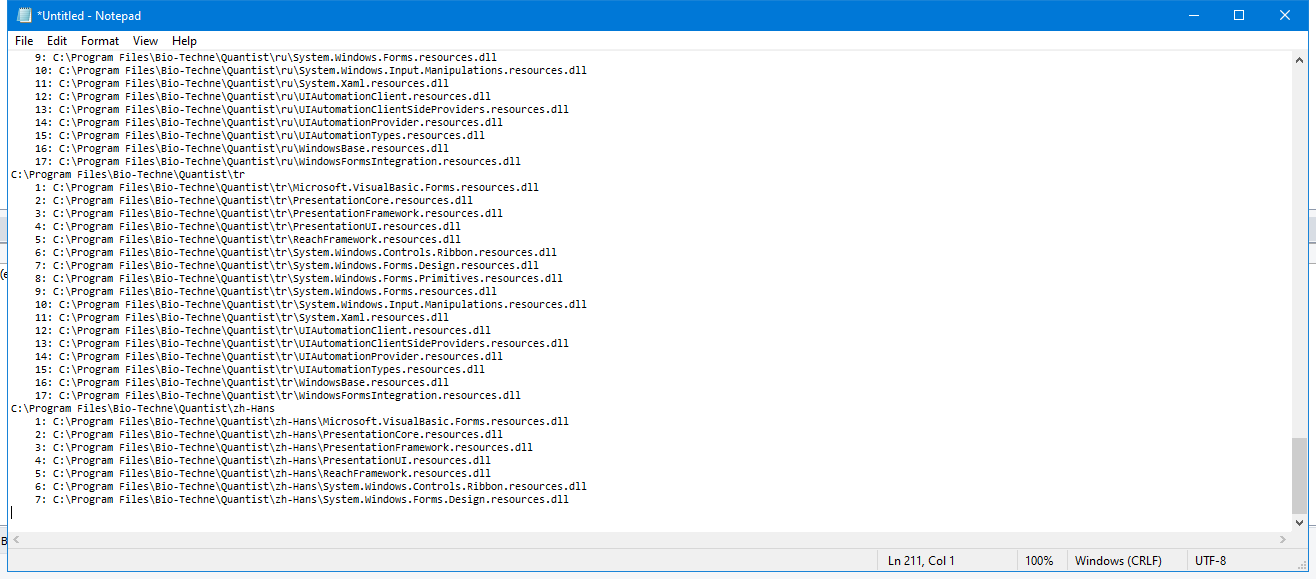 *Untitled - Notepad
File Edit Format View Help
9: C:\Program Files\Bio-Techne\Quantist\ru\System.Windows.Forms.resources.dll
10: C:\Program Files\Bio-Techne\Quantist\ru\System.Windows.Input.Manipulations.resources.dll
11: C:\Program Files\Bio-Techne\Quantist\ru\System.Xaml.resources.dll
12: C:\Program Files\Bio-Techne\Quantist\ru\UIAutomationClient.resources.dll
13: C:\Program Files\Bio-Techne\Quantist\ru\UIAutomationClientSideProviders.resources.dll
14: C:\Program Files\Bio-Techne\Quantist\ru\UIAutomationProvider.resources.dll
15: C:\Program Files\Bio-Techne\Quantist\ru\UIAutomationTypes.resources.dll
16: C:\Program Files\Bio-Techne\Quantist\ru\WindowsBase.resources.dll
17: C:\Program Files\Bio-Techne\Quantist\ru\WindowsFormsIntegration.resources.dll
C:\Program Files\Bio-Techne\Quantist\tr
1: C:\Program Files\Bio-Techne\Quantist\tr\Microsoft.VisualBasic.Forms.resources.dll
2: C:\Program Files\Bio-Techne\Quantist\tr\PresentationCore.resources.dll
3: C:\Program Files\Bio-Techne\Quantist\tr\PresentationFramework.resources.dll
4: C:\Program Files\Bio-Techne\Quantist\tr\PresentationUI.resources.dll
5: C:\Program Files\Bio-Techne\Quantist\tr\ReachFramework.resources.dll
6: C:\Program Files\Bio-Techne\Quantist\tr\System.Windows.Controls.Ribbon.resources.dll
7: C:\Program Files\Bio-Techne\Quantist\tr\System.Windows.Forms.Design.resources.dll
8: C:\Program Files\Bio-Techne\Quantist\tr\System.Windows.Forms.Primitives.resources.dll
9: C:\Program Files\Bio-Techne\Quantist\tr\System.Windows.Forms.resources.dll
10: C:\Program Files\Bio-Techne\Quantist\tr\System.Windows.Input.Manipulations.resources.dll
11: C:\Program Files\Bio-Techne\Quantist\tr\System.Xaml.resources.dll
12: C:\Program Files\Bio-Techne\Quantist\tr\UIAutomationClient.resources.dll
13: C:\Program Files\Bio-Techne\Quantist\tr\UIAutomationClientSideProviders.resources.dll
14: C:\Program Files\Bio-Techne\Quantist\tr\UIAutomationProvider.resources.dll
15: C:\Program Files\Bio-Techne\Quantist\tr\UIAutomationTypes.resources.dll
16: C:\Program Files\Bio-Techne\Quantist\tr\WindowsBase.resources.dll
17: C:\Program Files\Bio-Techne\Quantist\tr\WindowsFormsIntegration.resources.dll
C:\Program Files\Bio-Techne\Quantist\zh-Hans
1: C:\Program Files\Bio-Techne\Quantist\zh-Hans\Microsoft.VisualBasic.Forms.resources.dll
2: C:\Program Files\Bio-Techne\Quantist\zh-Hans\PresentationCore.resources.dll
3: C:\Program Files\Bio-Techne\Quantist\zh-Hans\PresentationFramework.resources.dll
4: C:\Program Files\Bio-Techne\Quantist\zh-Hans\PresentationUI.resources.dll
5: C:\Program Files\Bio-Techne\Quantist\zh-Hans\ReachFramework.resources.dll
6: C:\Program Files\Bio-Techne\Quantist\zh-Hans\System.Windows.Controls.Ribbon.resources.dll
7: C:\Program Files\Bio-Techne\Quantist\zh-Hans\System.Windows.Forms.Design.resources.dll
Ln 211, Col 1 100% Windows (CRLF) UTF-8